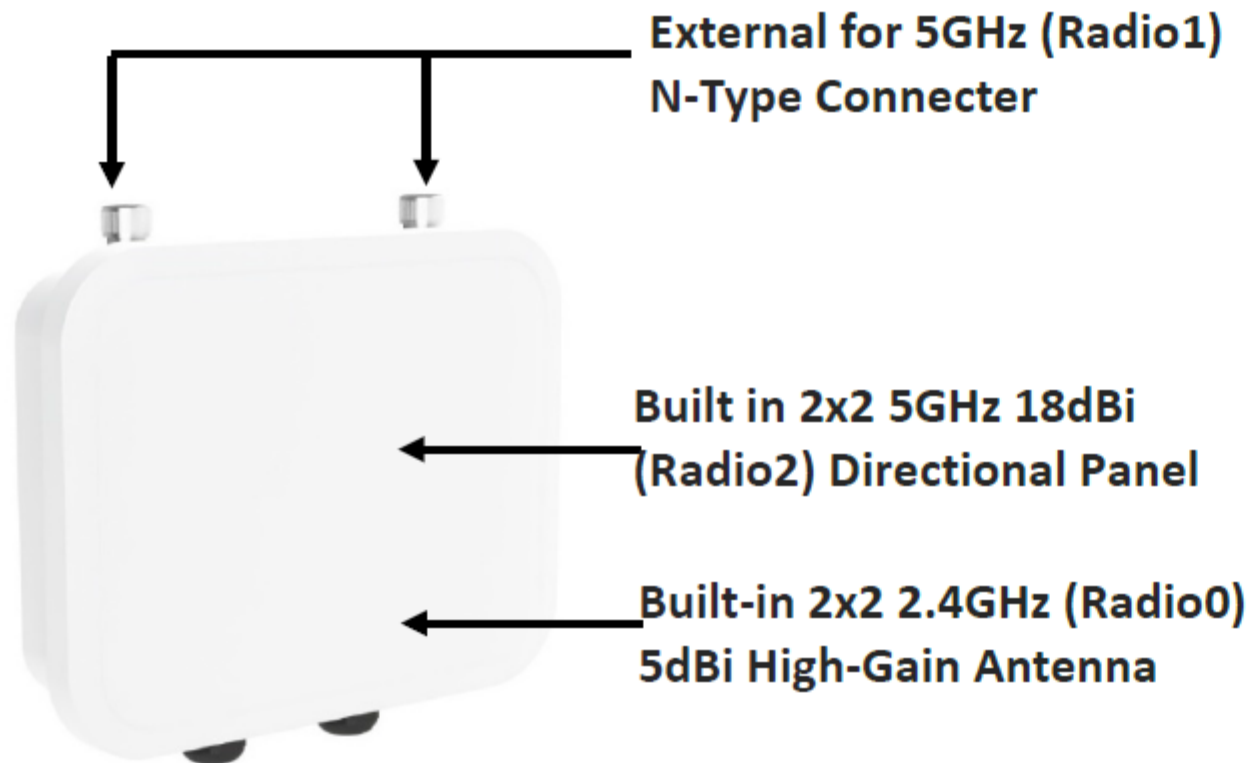 External for 5GHz (Radio1)
N-Type Connecter
Built in 2x2 5GHz 18dBi
(Radio2) Directional Panel
Built-in 2x2 2.4GHz (Radio0)
5dBi High-Gain Antenna